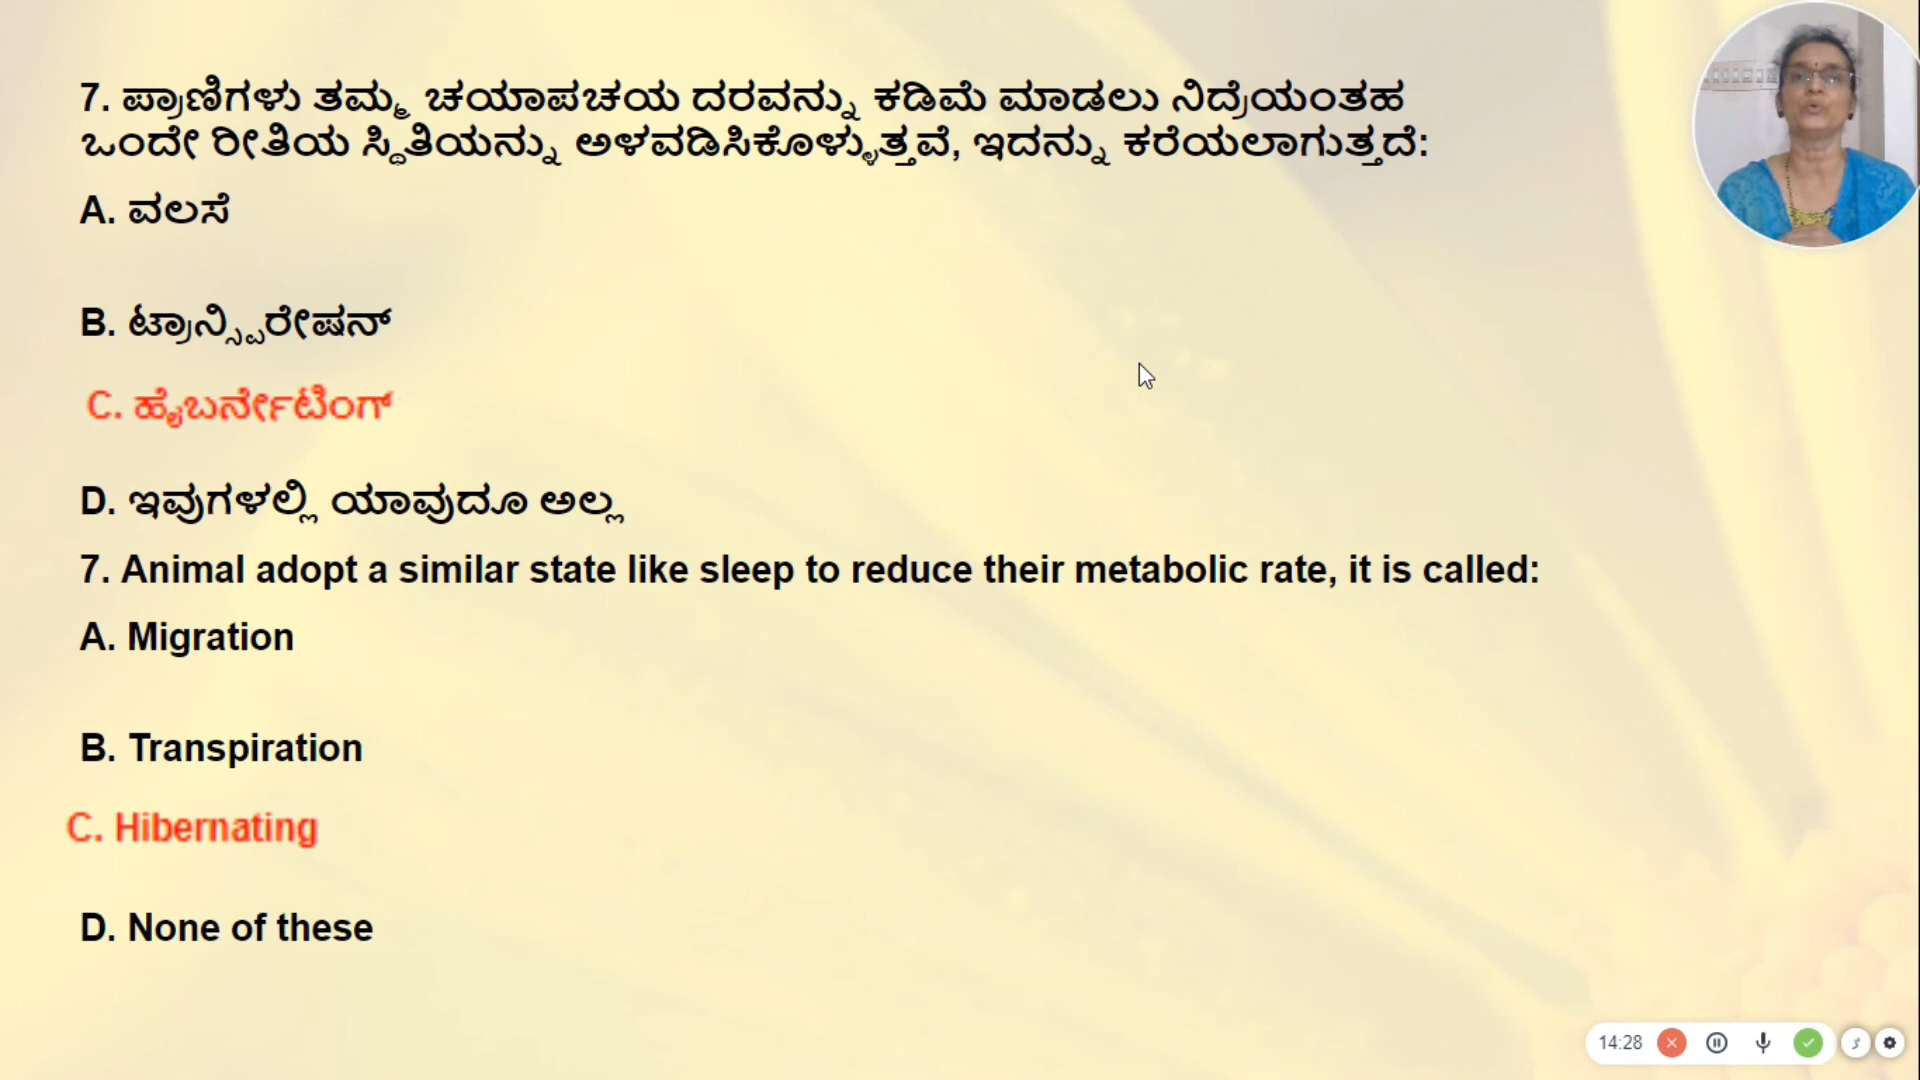 7. ಪ್ರಾಣಿಗಳು ತಮ್ಮ ಚಯಾಪಚಯ ದರವನ್ನು ಕಡಿಮೆ ಮಾಡಲು ನಿದ್ರೆಯಂತಹ
ಒಂದೇ ರೀತಿಯ ಸ್ಥಿತಿಯನ್ನು ಅಳವಡಿಸಿಕೊಳ್ಳುತ್ತವೆ, ಇದನ್ನು ಕರೆಯಲಾಗುತ್ತದೆ:
A. ವಲಸೆ
B. ಟ್ರಾನ್ಸ್ಪಿರೇಷನ್
C. ಹೈಬರ್ನೇಟಿಂಗ್
D. ಇವುಗಳಲ್ಲಿ ಯಾವುದೂ ಅಲ್ಲ
7. Animal adopt a similar state like sleep to reduce their metabolic rate, it is called:
A. Migration
B. Transpiration
C. Hibernating
D. None of these
14:28